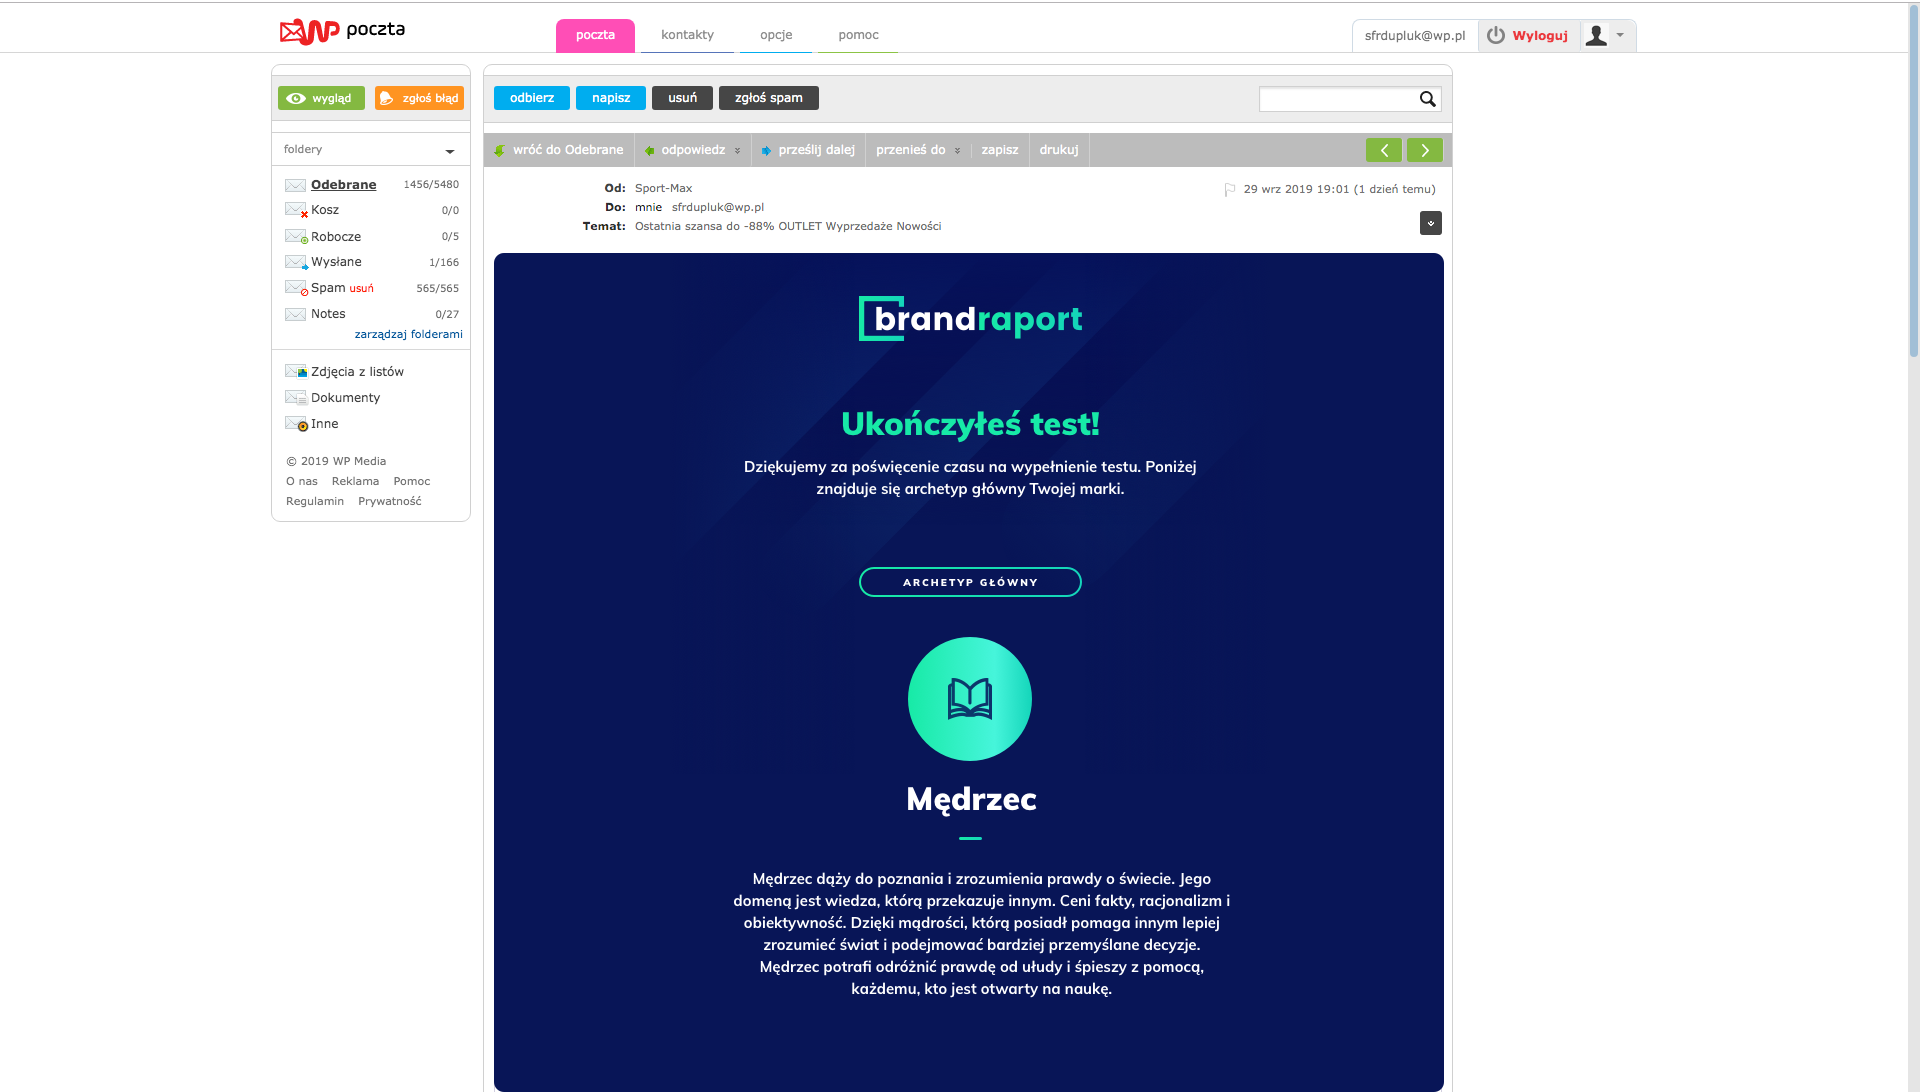 WP poczta
poczta
kontakty
opcje
pomoc
sfrdupluk@wp.pl
Wyloguj
wygląd
zgłoś błąd
foldery
Odebrane 1456/5480
Kosz 0/0
Robocze 0/5
Wysłane 1/166
Spam usuń 565/565
Notes 0/27
zarządzaj folderami
Zdjęcia z listów
Dokumenty
Inne
© 2019 WP Media
O nas Reklama Pomoc
Regulamin Prywatność
odbierz
napisz
usuń
zgłoś spam
wróć do Odebrane
odpowiedz
prześlij dalej
przenieś do
zapisz
drukuj
Od: Sport-Max
29 wrz 2019 19:01 (1 dzień temu)
Do: mnie sfrdupluk@wp.pl
Temat: Ostatnia szansa do -88% OUTLET Wyprzedaże Nowości
brandraport
Ukończyłeś test!
Dziękujemy za poświęcenie czasu na wypełnienie testu. Poniżej
znajduje się archetyp główny Twojej marki.
ARCHETYP GŁÓWNY
Mędrzec
Mędrzec dąży do poznania i zrozumienia prawdy o świecie. Jego
domeną jest wiedza, którą przekazuje innym. Ceni fakty, racjonalizm i
obiektywność. Dzięki mądrości, którą posiadł pomaga innym lepiej
zrozumieć świat i podejmować bardziej przemyślane decyzje.
Mędrzec potrafi odróżnić prawdę od ułudy i śpieszy z pomocą,
każdemu, kto jest otwarty na naukę.